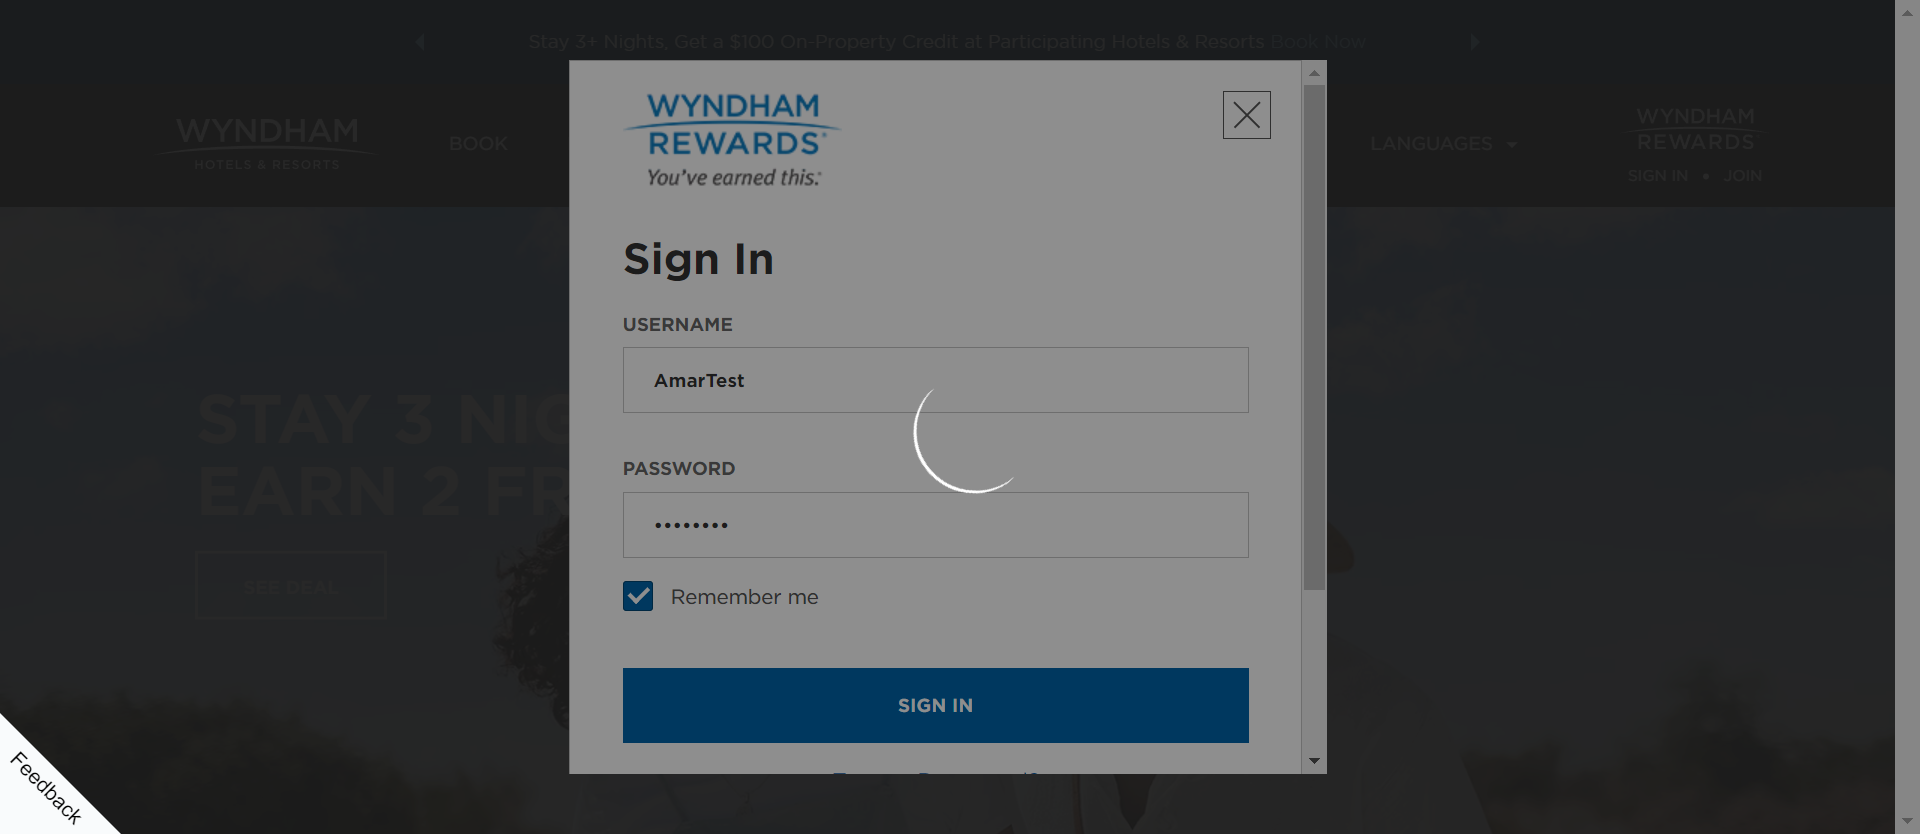 Stay 3+ Nights, Get a $100 On-Property Credit at Participating Hotels & Resorts Book Now
WYNDHAM
HOTELS & RESORTS
BOOK
LANGUAGES
WYNDHAM
REWARDS
SIGN IN • JOIN
WYNDHAM
REWARDS®
You've earned this.®
Sign In
USERNAME
AmarTest
PASSWORD
••••••••
Remember me
SIGN IN
STAY 3 NIG
EARN 2 FR
SEE DEAL
Feedback